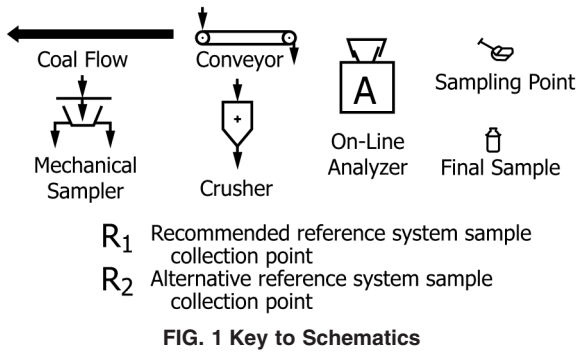 Coal Flow
Conveyor
Sampling Point
A
Mechanical
Sampler
Crusher
On-Line
Analyzer
Final Sample
R1 Recommended reference system sample
collection point
R2 Alternative reference system sample
collection point
FIG. 1 Key to Schematics